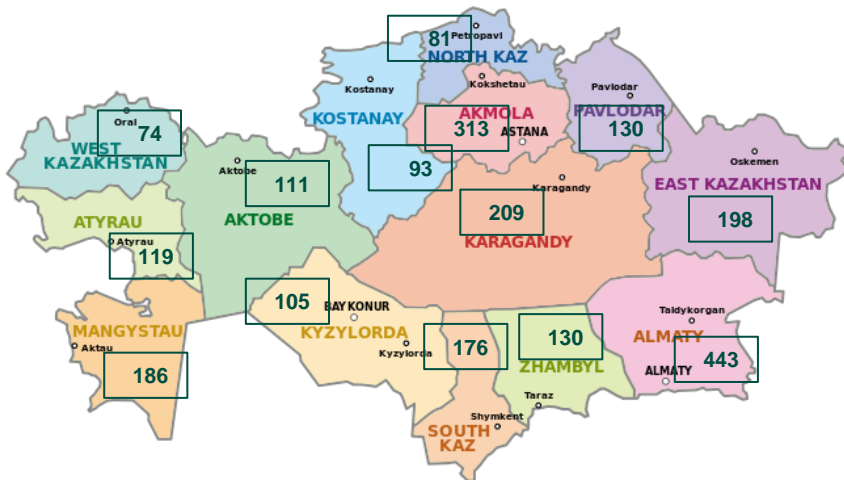 81
Petropavl
NORTH KAZ
Kostanay
Kokshetau
Pavlodar
KOSTANAY
AKMOLA
PAVLODAR
Oral
74
313
ASTANA
130
WEST
KAZAKHSTAN
Aktobe
111
93
Karagandy
Oskemen
EAST KAZAKHSTAN
ATYRAU
AKTOBE
209
198
Atyrau
119
KARAGANDY
105
BAYKONUR
Taldykorgan
MANGYSTAU
KYZYLORDA
176
130
ALMATY
Aktau
Kyzylorda
443
186
ZHAMBYL
ALMATY
Taraz
Shymkent
SOUTH
KAZ